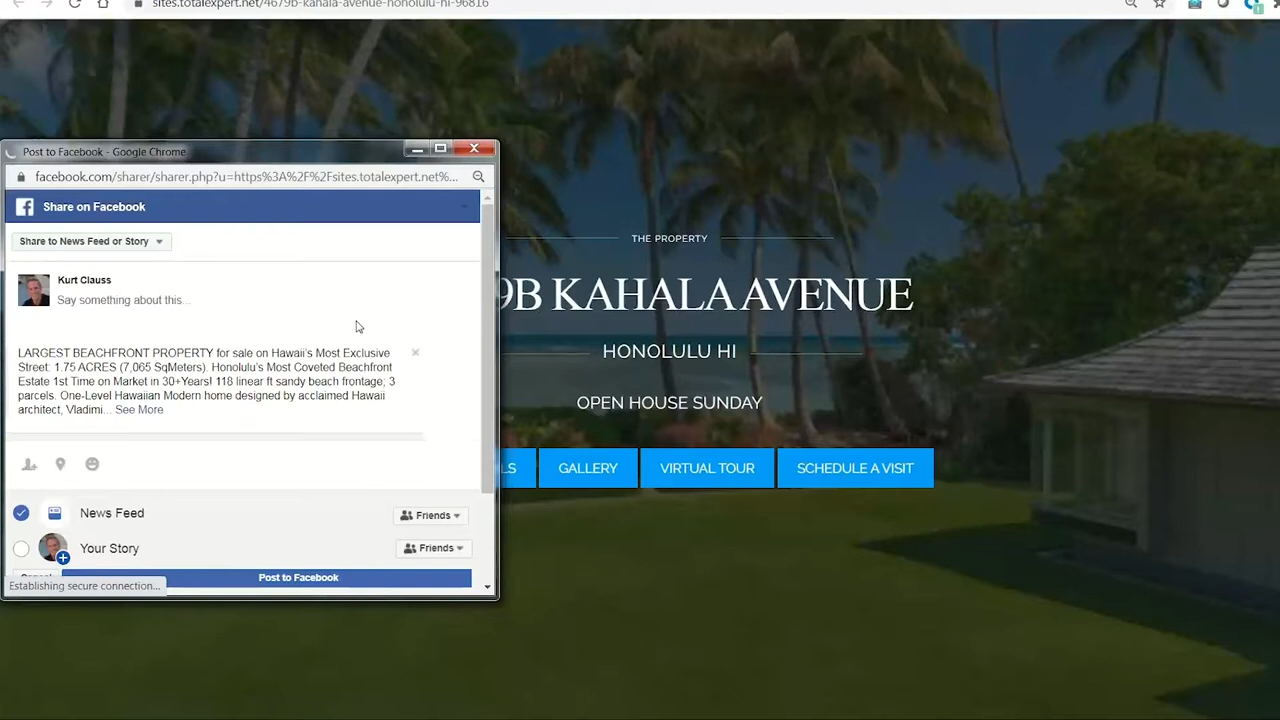 sites.totalexpert.net/4679b-kahala-avenue-honolulu-hi-96816
Post to Facebook - Google Chrome
facebook.com/sharer/sharer.php?u=https%3A%2F%2Fsites.totalexpert.net%...
Share on Facebook
Share to News Feed or Story
Kurt Clauss
Say something about this...
LARGEST BEACHFRONT PROPERTY for sale on Hawaii's Most Exclusive
Street: 1.75 ACRES (7,065 SqMeters). Honolulu's Most Coveted Beachfront
Estate 1st Time on Market in 30+Years! 118 linear ft sandy beach frontage; 3
parcels. One-Level Hawaiian Modern home designed by acclaimed Hawaii
architect, Vladimi... See More
News Feed
Friends
Your Story
Friends
Cancel
Post to Facebook
Establishing secure connection...
THE PROPERTY
9B KAHALA AVENUE
HONOLULU HI
OPEN HOUSE SUNDAY
LS
GALLERY
VIRTUAL TOUR
SCHEDULE A VISIT